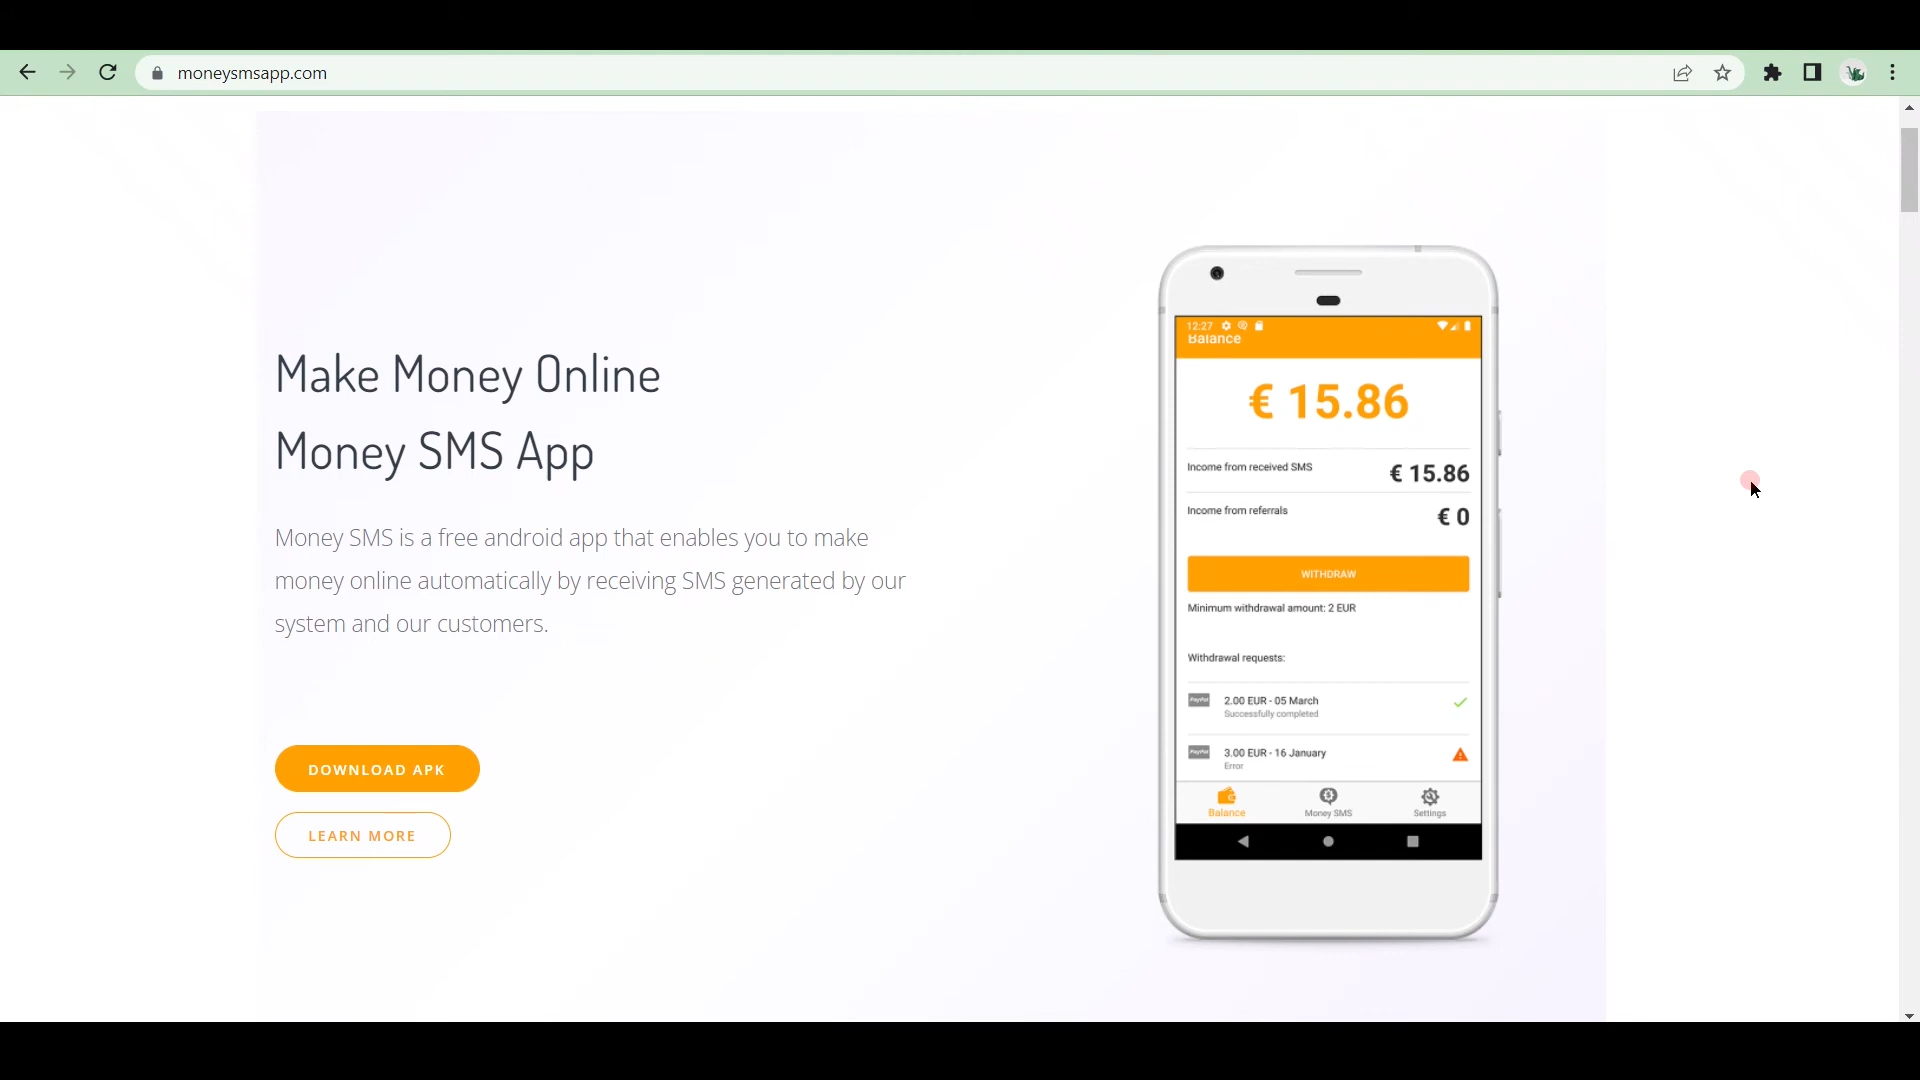 moneysmsapp.com
Make Money Online
Money SMS App
Money SMS is a free android app that enables you to make
money online automatically by receiving SMS generated by our
system and our customers.
DOWNLOAD APK
LEARN MORE
12:27
Balance
€ 15.86
Income from received SMS € 15.86
Income from referrals € 0
WITHDRAW
Minimum withdrawal amount: 2 EUR
Withdrawal requests:
PayPal 2.00 EUR - 05 March
Successfully completed
PayPal 3.00 EUR - 16 January
Error
Balance Money SMS Settings